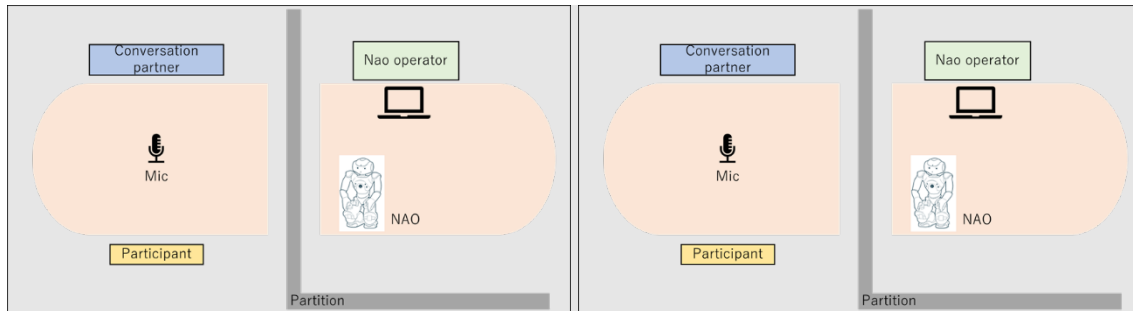 Conversation
partner
Nao operator
Mic
NAO
Participant
Partition
Conversation
partner
Nao operator
Mic
NAO
Participant
Partition